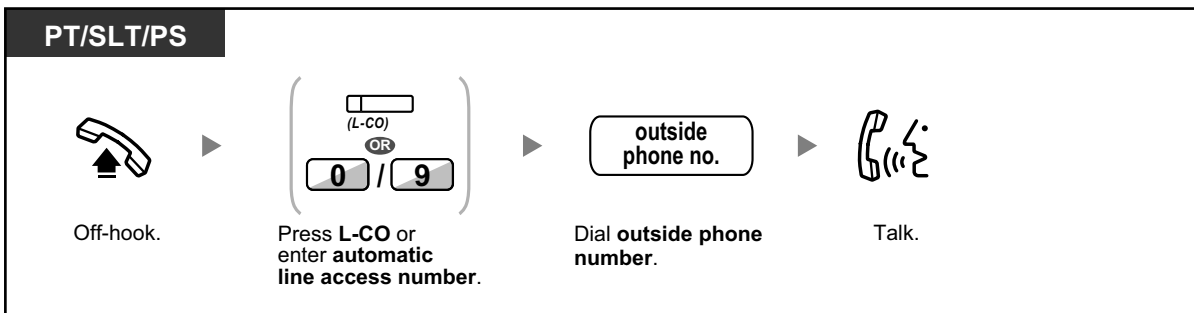 PT/SLT/PS
(L-CO)
OR
0 / 9
outside
phone no.
Off-hook.
Press L-CO or
enter automatic
line access number.
Dial outside phone
number.
Talk.